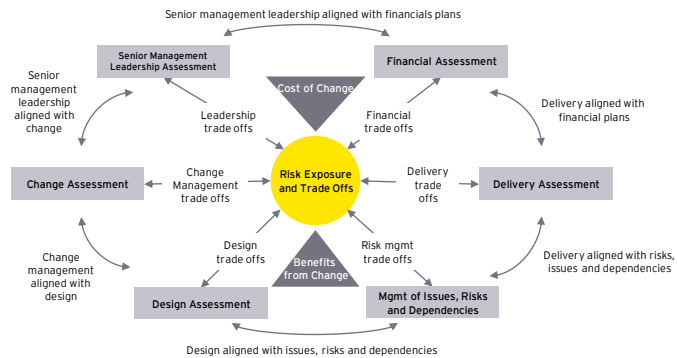 Senior management leadership aligned with financials plans
Senior Management
Leadership Assessment
Financial Assessment
Senior
management
leadership
aligned with
change
Cost of Change
Delivery aligned with
financial plans
Leadership
trade offs
Financial
trade offs
Change Assessment
Change
Management
trade offs
Risk Exposure
and Trade Offs
Delivery
trade
offs
Delivery Assessment
Change
management
aligned with
design
Design
trade offs
Benefits
from Change
Risk mgmt
trade offs
Delivery aligned with risks,
issues and dependencies
Design Assessment
Mgmt of Issues, Risks
and Dependencies
Design aligned with issues, risks and dependencies